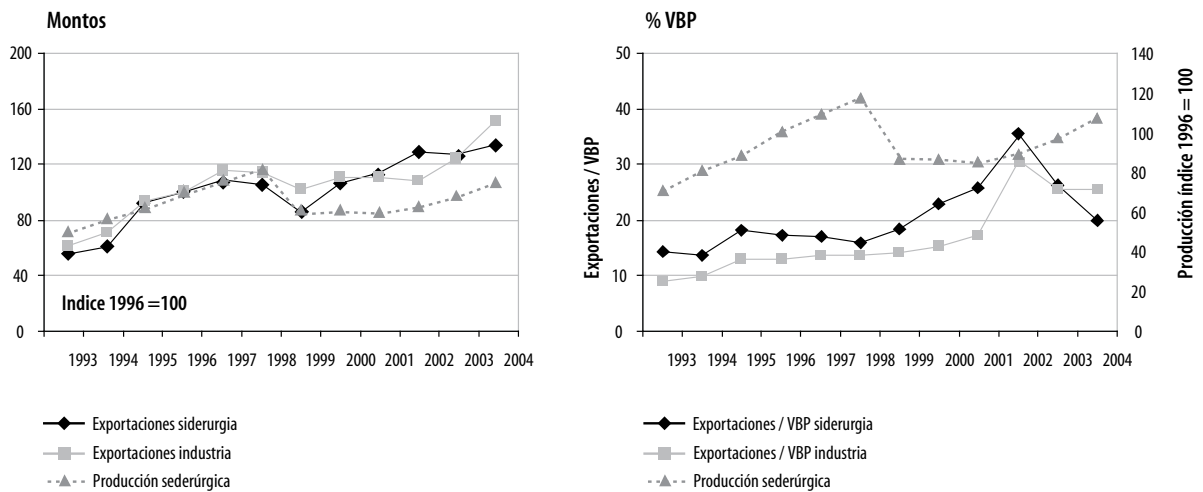 Montos
200
160
120
80
40
0
Indice 1996 =100
1993 1994 1995 1996 1997 1998 1999 2000 2001 2002 2003 2004
Exportaciones siderurgia
Exportaciones industria
Producción sederúrgica
% VBP
Exportaciones / VBP
50
40
30
20
10
0
140
120
100
80
60
40
20
0
Producción índice 1996 = 100
1993 1994 1995 1996 1997 1998 1999 2000 2001 2002 2003 2004
Exportaciones / VBP siderurgia
Exportaciones / VBP industria
Producción sederúrgica